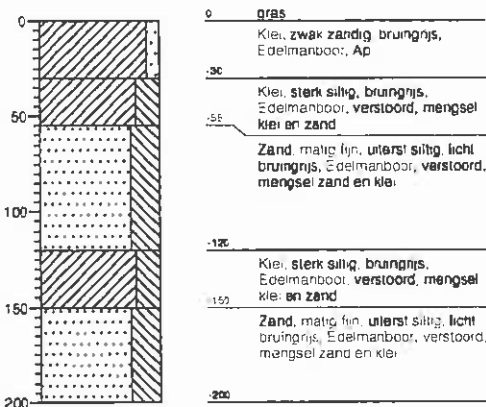 0
50
100
150
200
0 gras
Klei, zwak zandig, bruingrijs,
Edelmanboor, Ap
-30
Klei, sterk siltig, bruingrijs,
Edelmanboor, verstoord, mengsel
klei en zand
-55
Zand, matig fijn, uiterst siltig, licht
bruingrijs, Edelmanboor, verstoord,
mengsel zand en klei
-120
Klei, sterk siltig, bruingrijs,
Edelmanboor, verstoord, mengsel
klei en zand
-150
Zand, matig fijn, uiterst siltig, licht
bruingrijs, Edelmanboor, verstoord,
mengsel zand en klei
-200